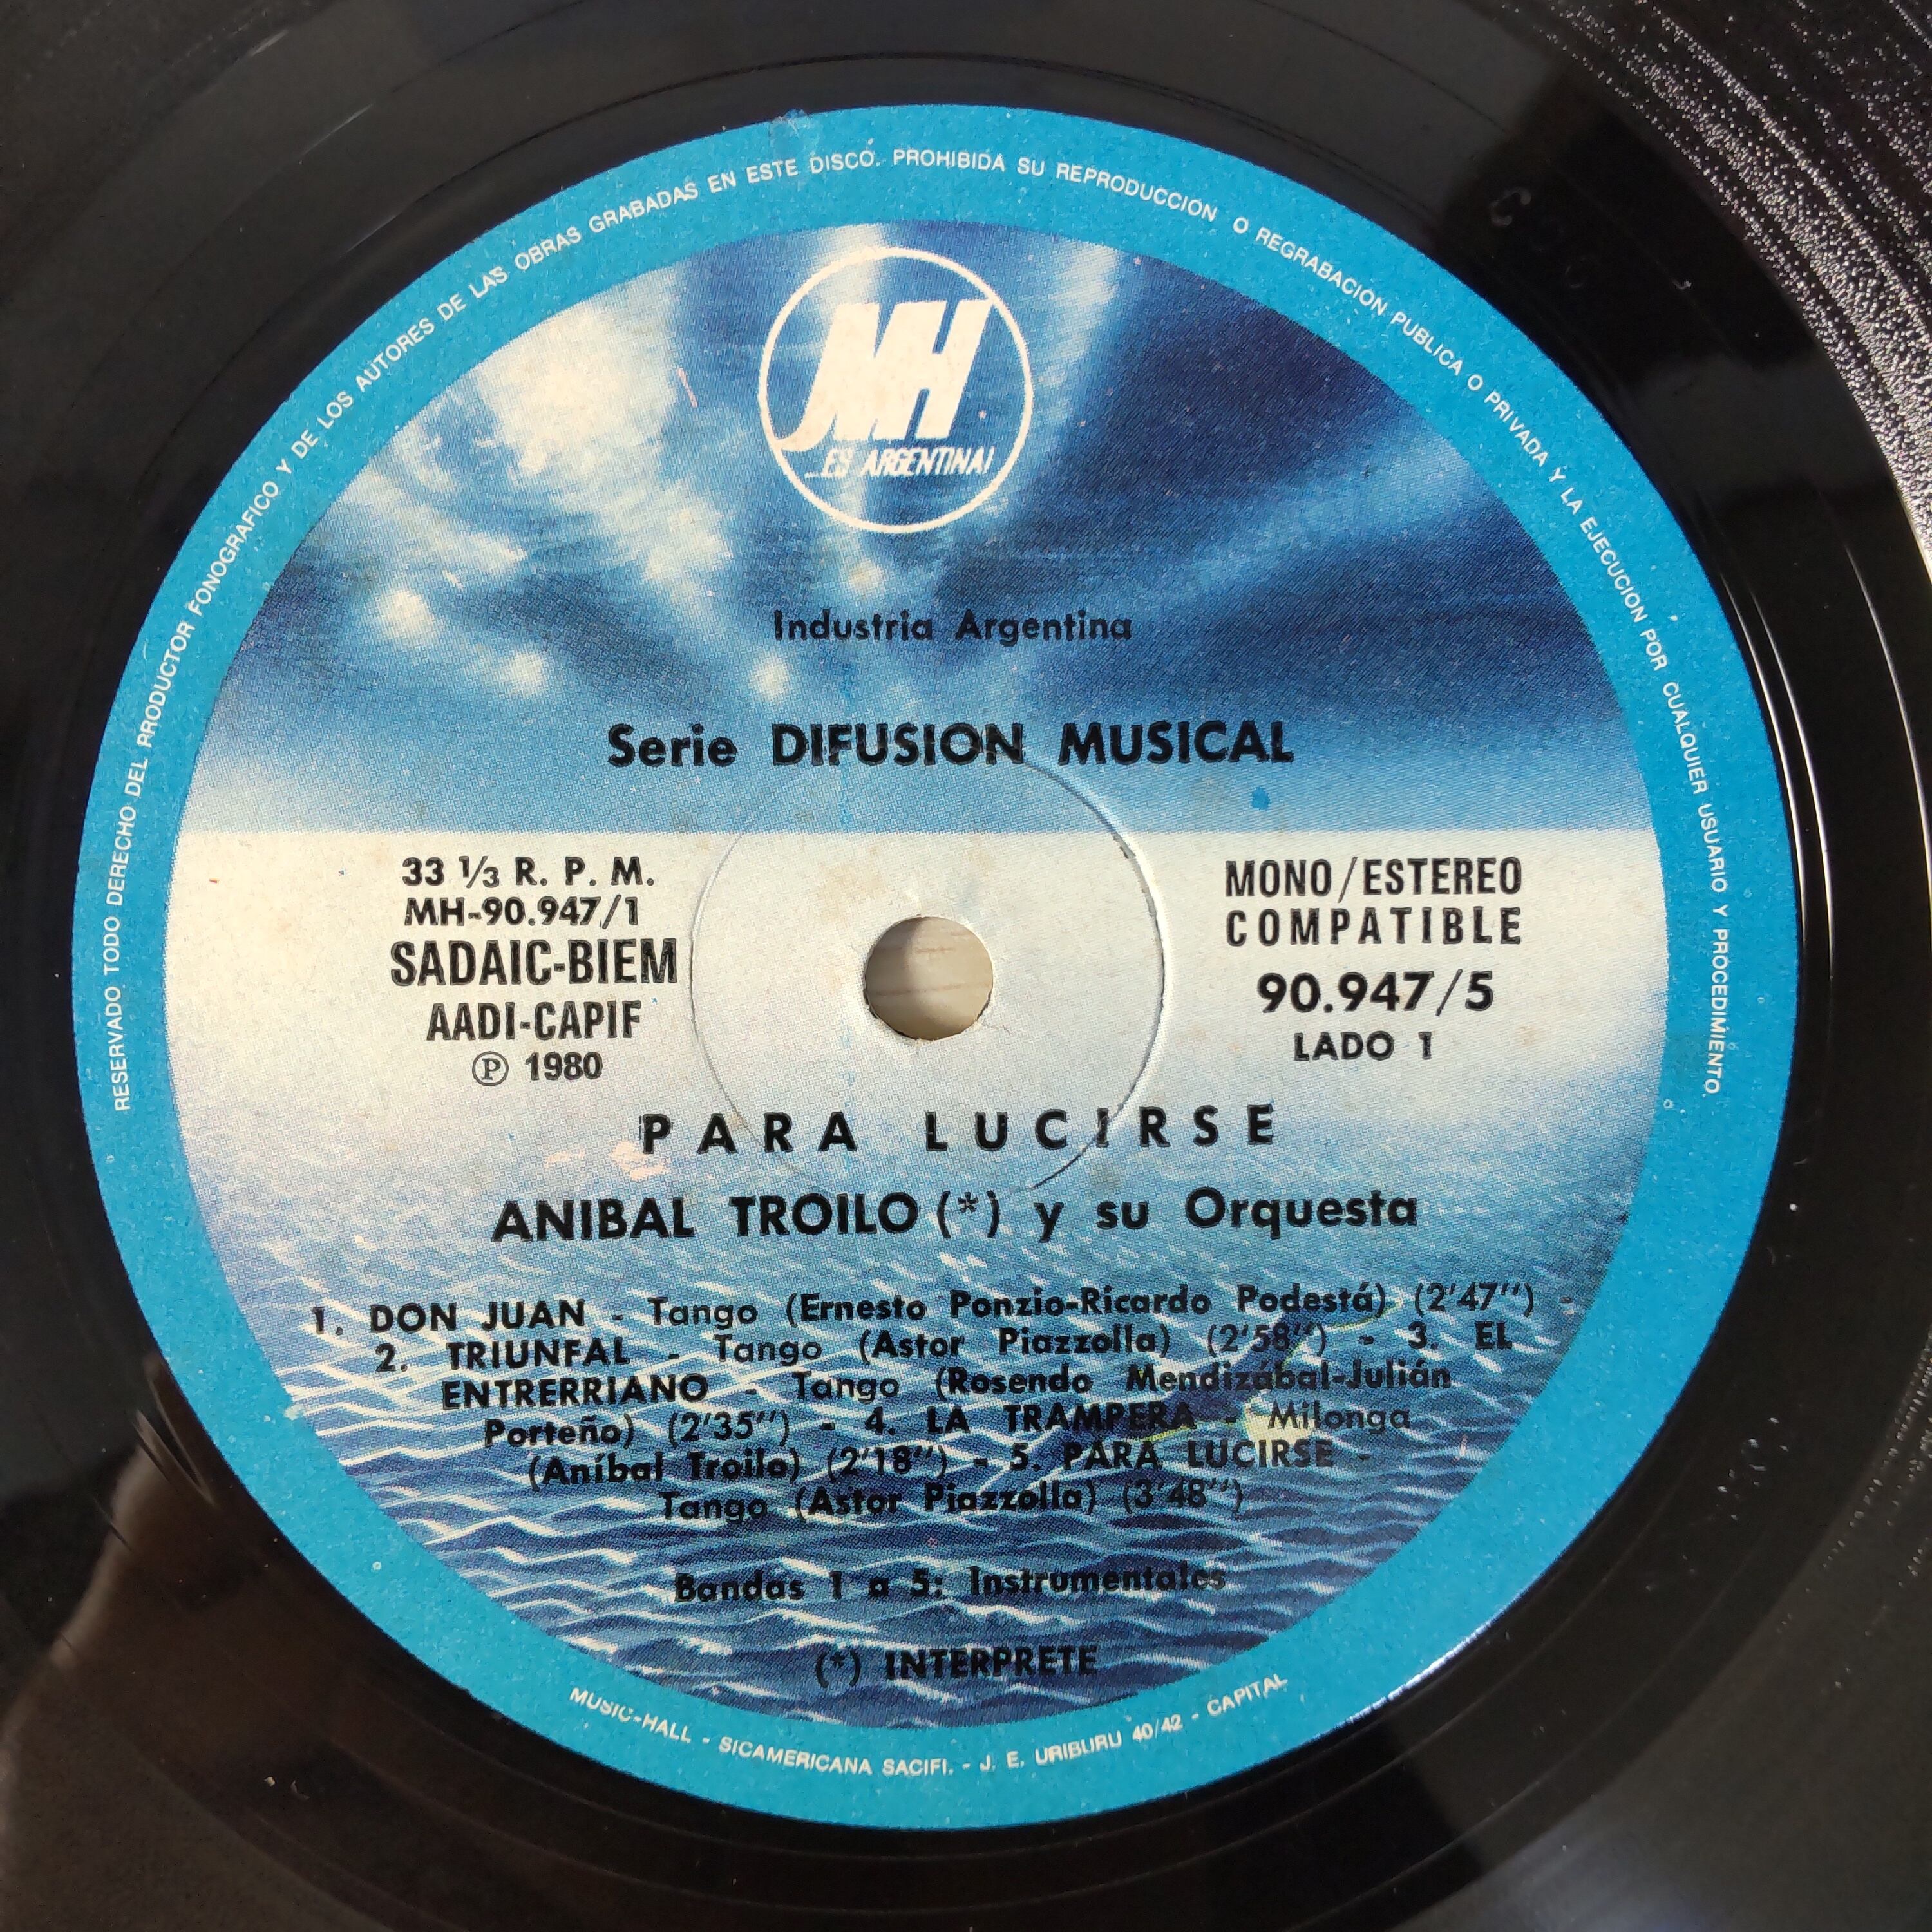 RESERVADO TODO DERECHO DEL PRODUCTOR FONOGRAFICO Y DE LOS AUTORES DE LAS OBRAS GRABADAS EN ESTE DISCO. PROHIBIDA SU REPRODUCCION O REGRABACION PUBLICA O PRIVADA Y LA EJECUCION POR CUALQUIER USUARIO Y PROCEDIMIENTO.
MH
...ES ARGENTINA!
Industria Argentina
Serie DIFUSION MUSICAL
33 1/3 R. P. M.
MH-90.947/1
SADAIC-BIEM
AADI-CAPIF
Ⓟ 1980
MONO/ESTEREO
COMPATIBLE
90.947/5
LADO 1
PARA LUCIRSE
ANIBAL TROILO (*) y su Orquesta
1. DON JUAN - Tango (Ernesto Ponzio-Ricardo Podestá) (2'47'') -
2. TRIUNFAL - Tango (Astor Piazzolla) (2'58'') - 3. EL
ENTRERRIANO - Tango (Rosendo Mendizábal-Julián
Porteño) (2'35'') - 4. LA TRAMPERA - Milonga
(Aníbal Troilo) (2'18'') - 5. PARA LUCIRSE -
Tango (Astor Piazzolla) (3'48'')
Bandas 1 a 5: Instrumentales
(*) INTERPRETE
MUSIC-HALL - SICAMERICANA SACIFI. - J. E. URIBURU 40/42 - CAPITAL